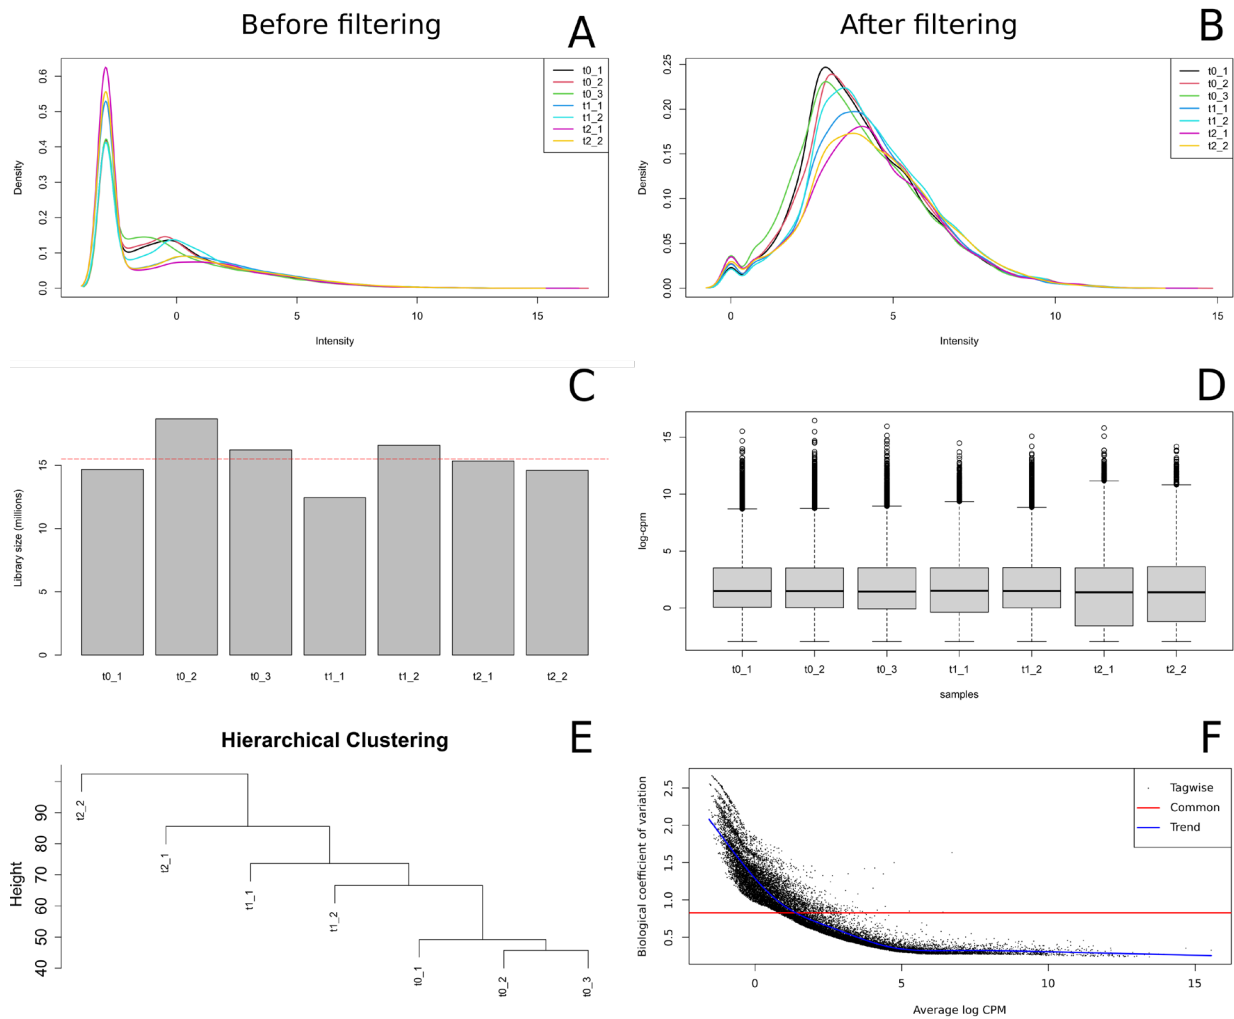 Before filtering
A
t0_1
t0_2
t0_3
t1_1
t1_2
t2_1
t2_2
Density
0.0
0.1
0.2
0.3
0.4
0.5
0.6
0 5 10 15
Intensity
After filtering
B
t0_1
t0_2
t0_3
t1_1
t1_2
t2_1
t2_2
Density
0.00
0.05
0.10
0.15
0.20
0.25
0 5 10 15
Intensity
C
Library size (millions)
0
5
10
15
t0_1 t0_2 t0_3 t1_1 t1_2 t2_1 t2_2
D
log-cpm
0
5
10
15
t0_1 t0_2 t0_3 t1_1 t1_2 t2_1 t2_2
samples
Hierarchical Clustering
E
Height
40
50
60
70
80
90
t2_2
t2_1
t1_1
t1_2
t0_1
t0_2
t0_3
F
Tagwise
Common
Trend
Biological coefficient of variation
0.5
1.0
1.5
2.0
2.5
0 5 10 15
Average log CPM